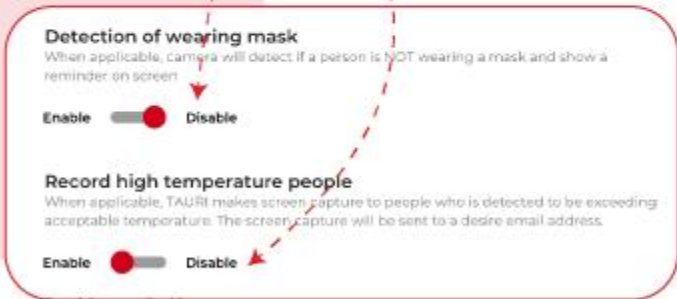 Detection of wearing mask
When applicable, camera will detect if a person is NOT wearing a mask and show a
reminder on screen
Enable Disable
Record high temperature people
When applicable, TAURI makes screen capture to people who is detected to be exceeding
acceptable temperature. The screen capture will be sent to a desire email address.
Enable Disable